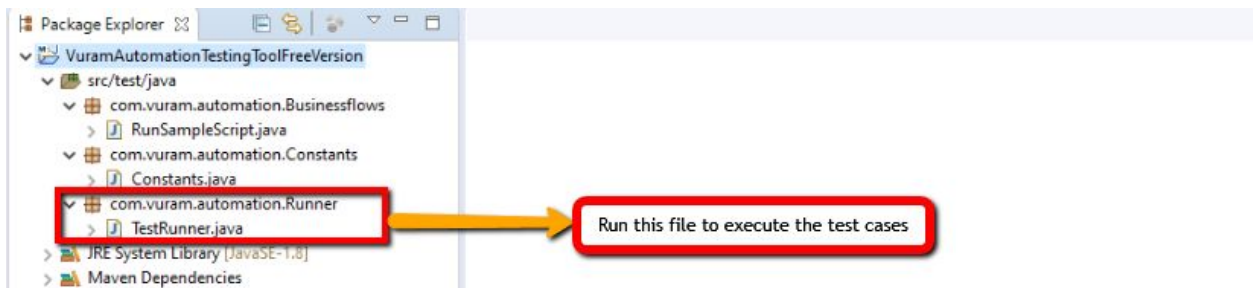 Package Explorer
VuramAutomationTestingToolFreeVersion
src/test/java
com.vuram.automation.Businessflows
RunSampleScript.java
com.vuram.automation.Constants
Constants.java
com.vuram.automation.Runner
TestRunner.java
Run this file to execute the test cases
JRE System Library [JavaSE-1.8]
Maven Dependencies